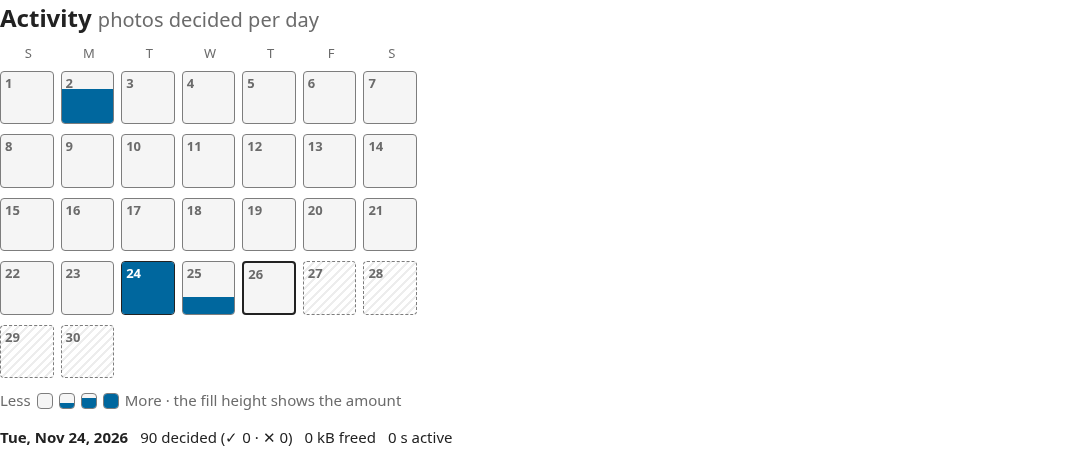 Activity photos decided per day
S M T W T F S
1 2 3 4 5 6 7
8 9 10 11 12 13 14
15 16 17 18 19 20 21
22 23 24 25 26 27 28
29 30
Less More · the fill height shows the amount
Tue, Nov 24, 2026 90 decided (✓ 0 · ✕ 0) 0 kB freed 0 s active